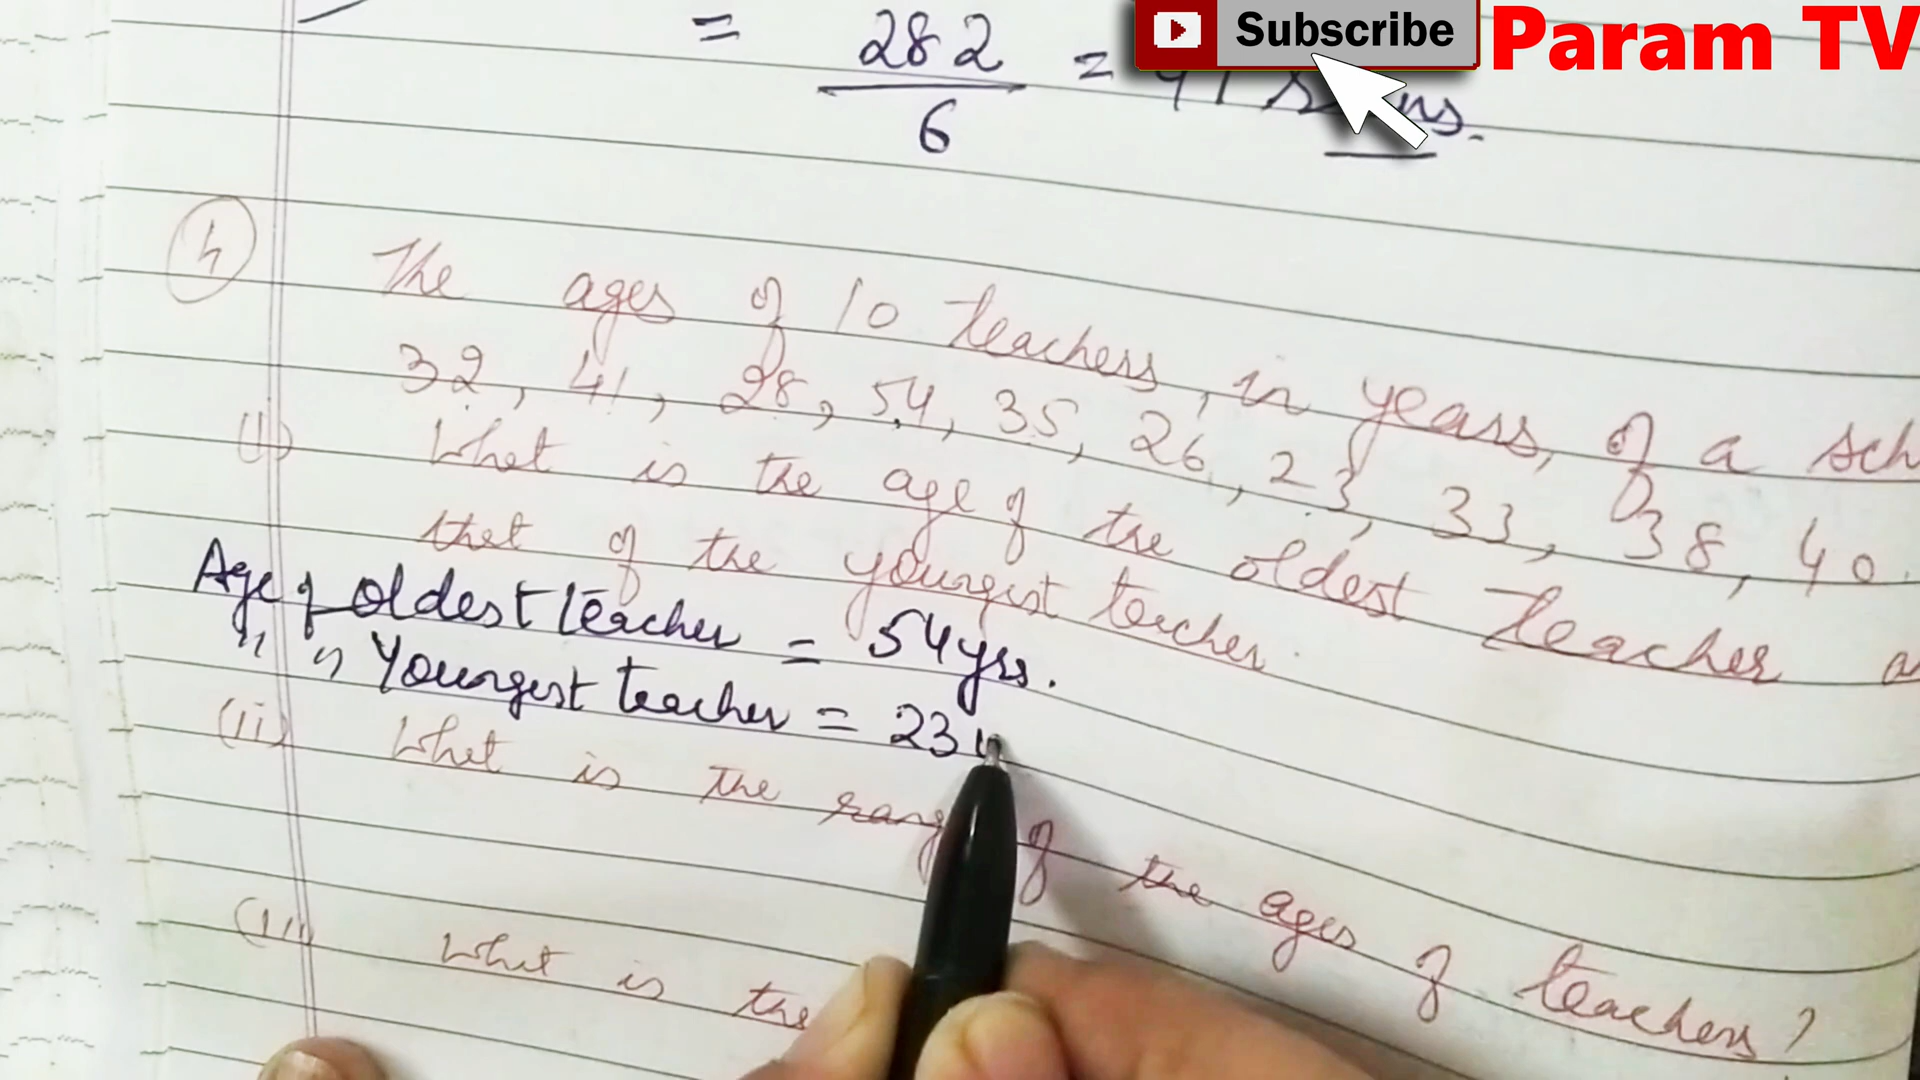 Subscribe Param TV
= 282
6 =
4 The ages of 10 teachers, in years, of a
32, 41, 28, 54, 35, 26, 23, 33, 38, 40.
(i) What is the age of the oldest teacher
that of the youngest teacher.
Age of oldest teacher = 54 yrs.
" " Youngest teacher = 23
(ii) What is the of the ages of teachers?
(iii) What is the